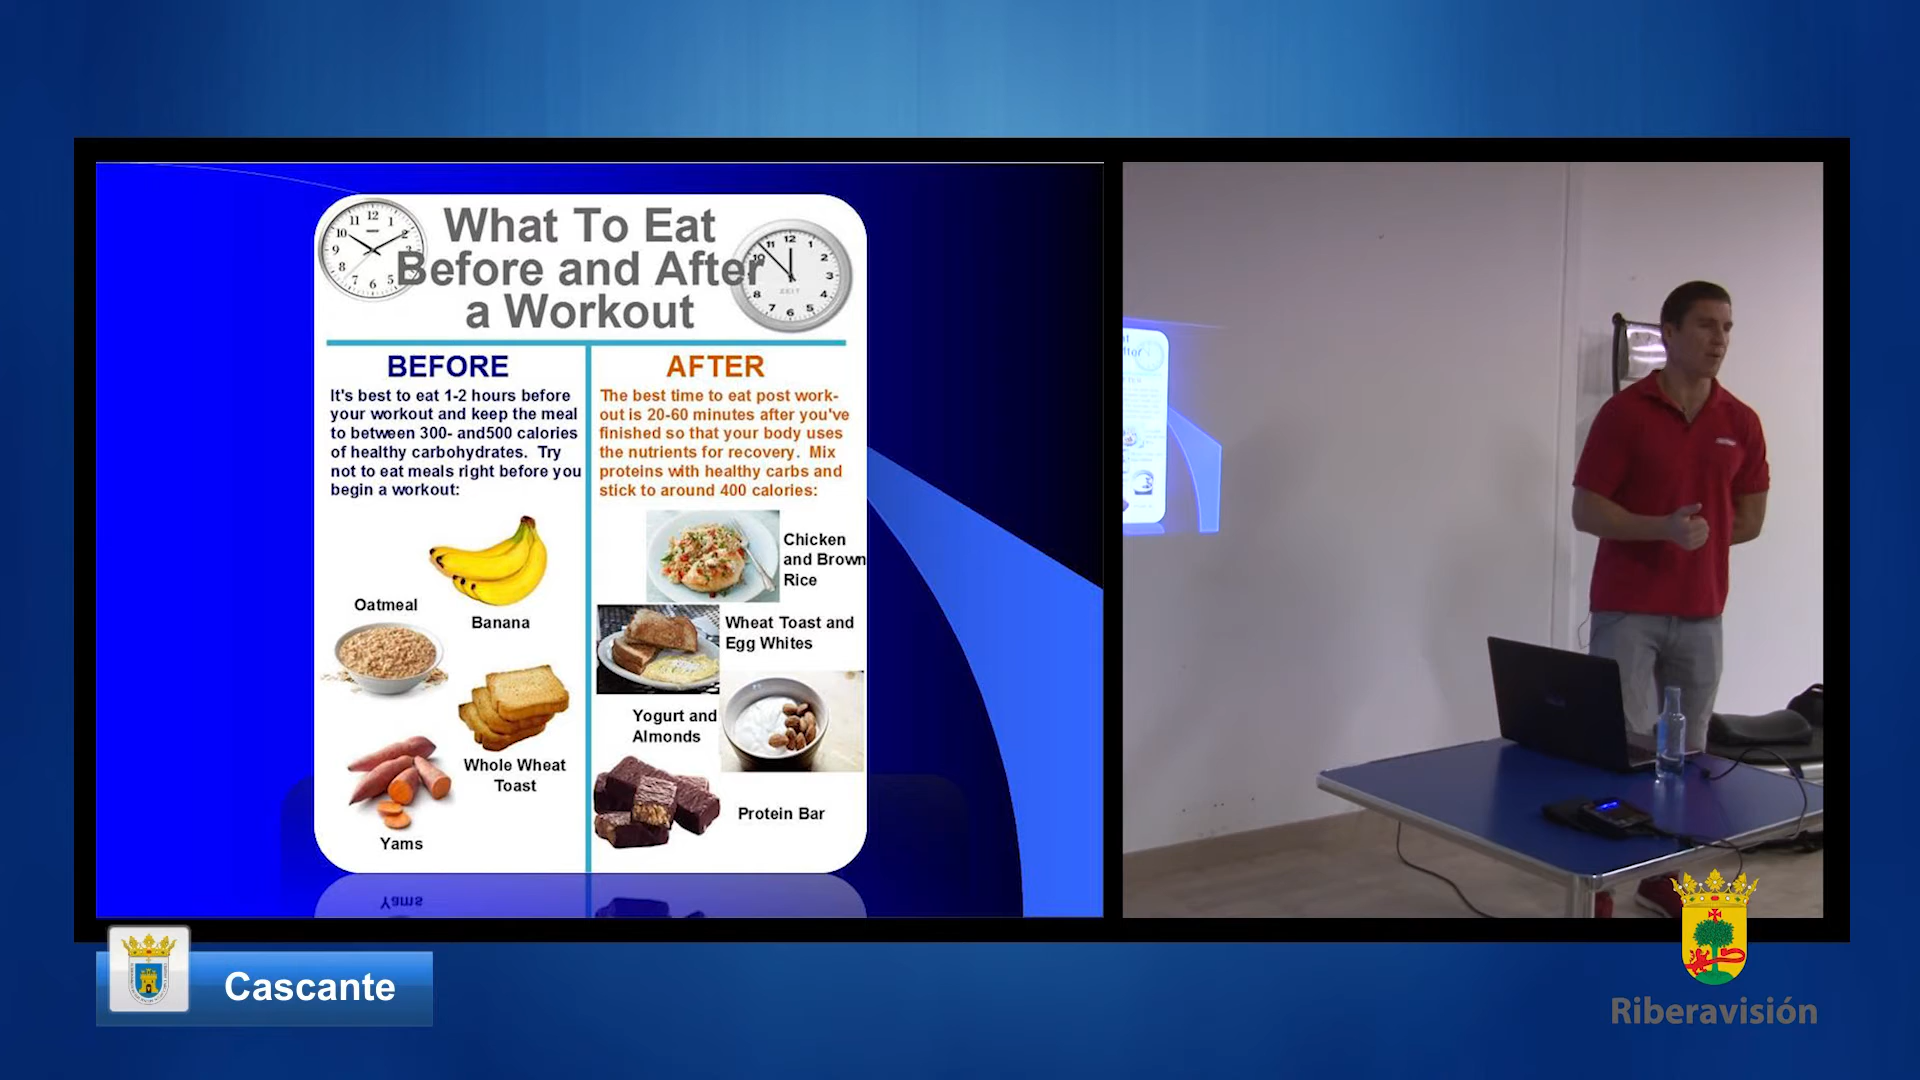 What To Eat
Before and After
a Workout
BEFORE
It's best to eat 1-2 hours before
your workout and keep the meal
to between 300- and500 calories
of healthy carbohydrates. Try
not to eat meals right before you
begin a workout:
Banana
Oatmeal
Whole Wheat
Toast
Yams
AFTER
The best time to eat post work-
out is 20-60 minutes after you've
finished so that your body uses
the nutrients for recovery. Mix
proteins with healthy carbs and
stick to around 400 calories:
Chicken
and Brown
Rice
Wheat Toast and
Egg Whites
Yogurt and
Almonds
Protein Bar
Cascante
Riberavisión